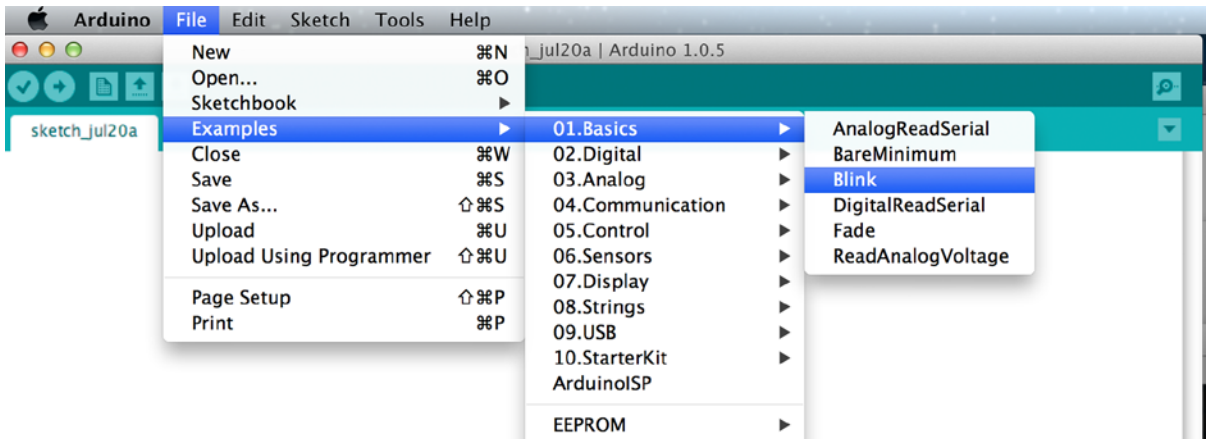 Arduino File Edit Sketch Tools Help
_jul20a | Arduino 1.0.5
New ⌘N
Open... ⌘O
Sketchbook ▶
Examples ▶
Close ⌘W
Save ⌘S
Save As... ⇧⌘S
Upload ⌘U
Upload Using Programmer ⇧⌘U
Page Setup ⇧⌘P
Print ⌘P
sketch_jul20a
01.Basics ▶
02.Digital ▶
03.Analog ▶
04.Communication ▶
05.Control ▶
06.Sensors ▶
07.Display ▶
08.Strings ▶
09.USB ▶
10.StarterKit ▶
ArduinoISP
EEPROM ▶
AnalogReadSerial
BareMinimum
Blink
DigitalReadSerial
Fade
ReadAnalogVoltage